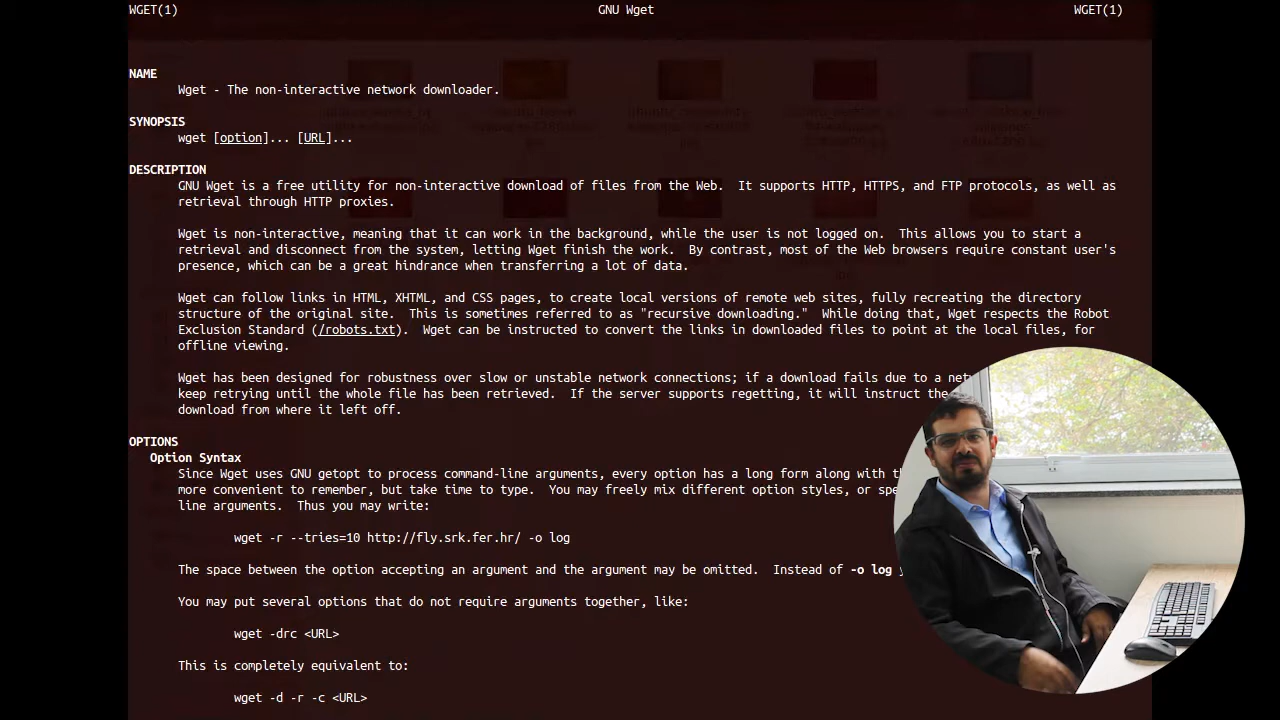 WGET(1) GNU Wget WGET(1)
NAME
Wget - The non-interactive network downloader.
SYNOPSIS
wget [option]... [URL]...
DESCRIPTION
GNU Wget is a free utility for non-interactive download of files from the Web.  It supports HTTP, HTTPS, and FTP protocols, as well as
retrieval through HTTP proxies.
Wget is non-interactive, meaning that it can work in the background, while the user is not logged on.  This allows you to start a
retrieval and disconnect from the system, letting Wget finish the work.  By contrast, most of the Web browsers require constant user's
presence, which can be a great hindrance when transferring a lot of data.
Wget can follow links in HTML, XHTML, and CSS pages, to create local versions of remote web sites, fully recreating the directory
structure of the original site.  This is sometimes referred to as "recursive downloading."  While doing that, Wget respects the Robot
Exclusion Standard (/robots.txt).  Wget can be instructed to convert the links in downloaded files to point at the local files, for
offline viewing.
Wget has been designed for robustness over slow or unstable network connections; if a download fails due to a
keep retrying until the whole file has been retrieved.  If the server supports regetting, it will instruct the
download from where it left off.
OPTIONS
Option Syntax
Since Wget uses GNU getopt to process command-line arguments, every option has a long form along with
more convenient to remember, but take time to type.  You may freely mix different option styles, or
line arguments.  Thus you may write:
wget -r --tries=10 http://fly.srk.fer.hr/ -o log
The space between the option accepting an argument and the argument may be omitted.  Instead of -o log
You may put several options that do not require arguments together, like:
wget -drc <URL>
This is completely equivalent to:
wget -d -r -c <URL>